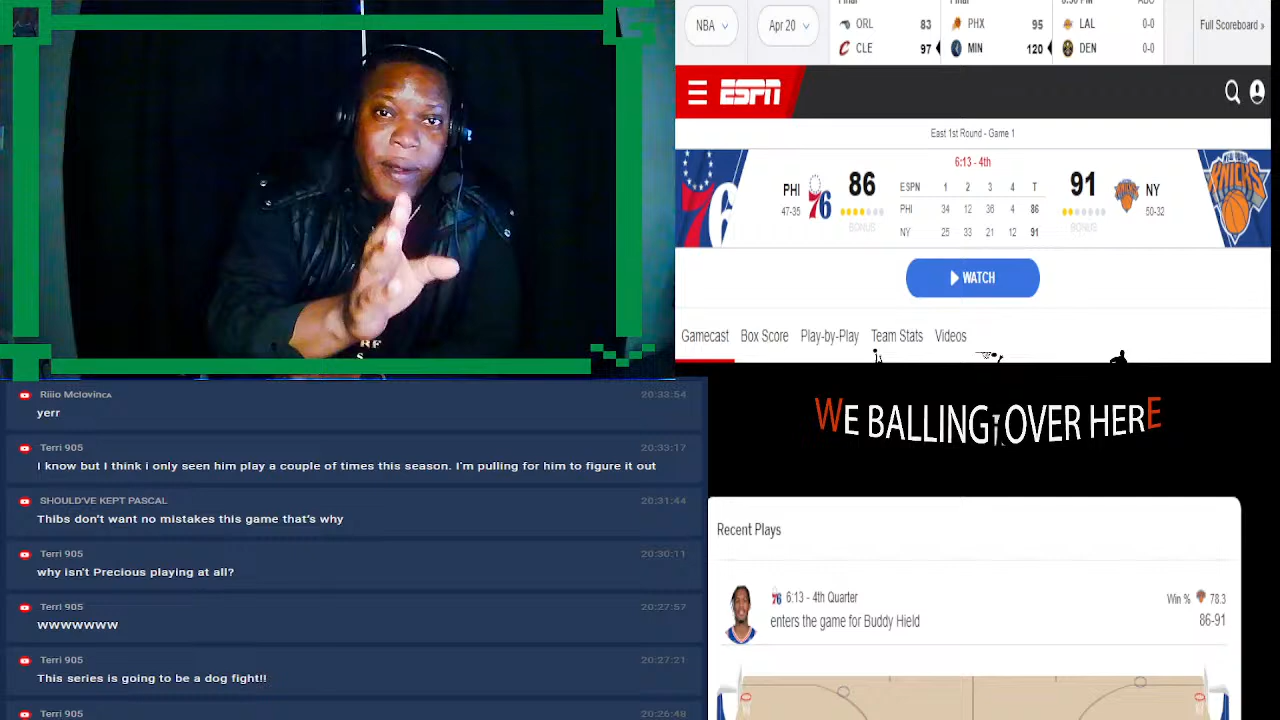 NBA
Apr 20
ORL 83
CLE 97
PHX 95
MIN 120
LAL 0-0
DEN 0-0
Full Scoreboard »
ESPN
East 1st Round - Game 1
6:13 - 4th
PHI 86
47-35
BONUS
ESPN 1 2 3 4 T
PHI 34 12 36 4 86
NY 25 33 21 12 91
91 NY
50-32
BONUS
NEW YORK
KNICKS
WATCH
Gamecast Box Score Play-by-Play Team Stats Videos
WE BALLING OVER HERE
Recent Plays
6:13 - 4th Quarter
enters the game for Buddy Hield
Win % 78.3
86-91
Riiio Mclovinca 20:33:54
yerr
Terri 905 20:33:17
I know but I think i only seen him play a couple of times this season. I'm pulling for him to figure it out
SHOULD'VE KEPT PASCAL 20:31:44
Thibs don't want no mistakes this game that's why
Terri 905 20:30:11
why isn't Precious playing at all?
Terri 905 20:27:57
WWWWWWW
Terri 905 20:27:21
This series is going to be a dog fight!!
Terri 905 20:26:48